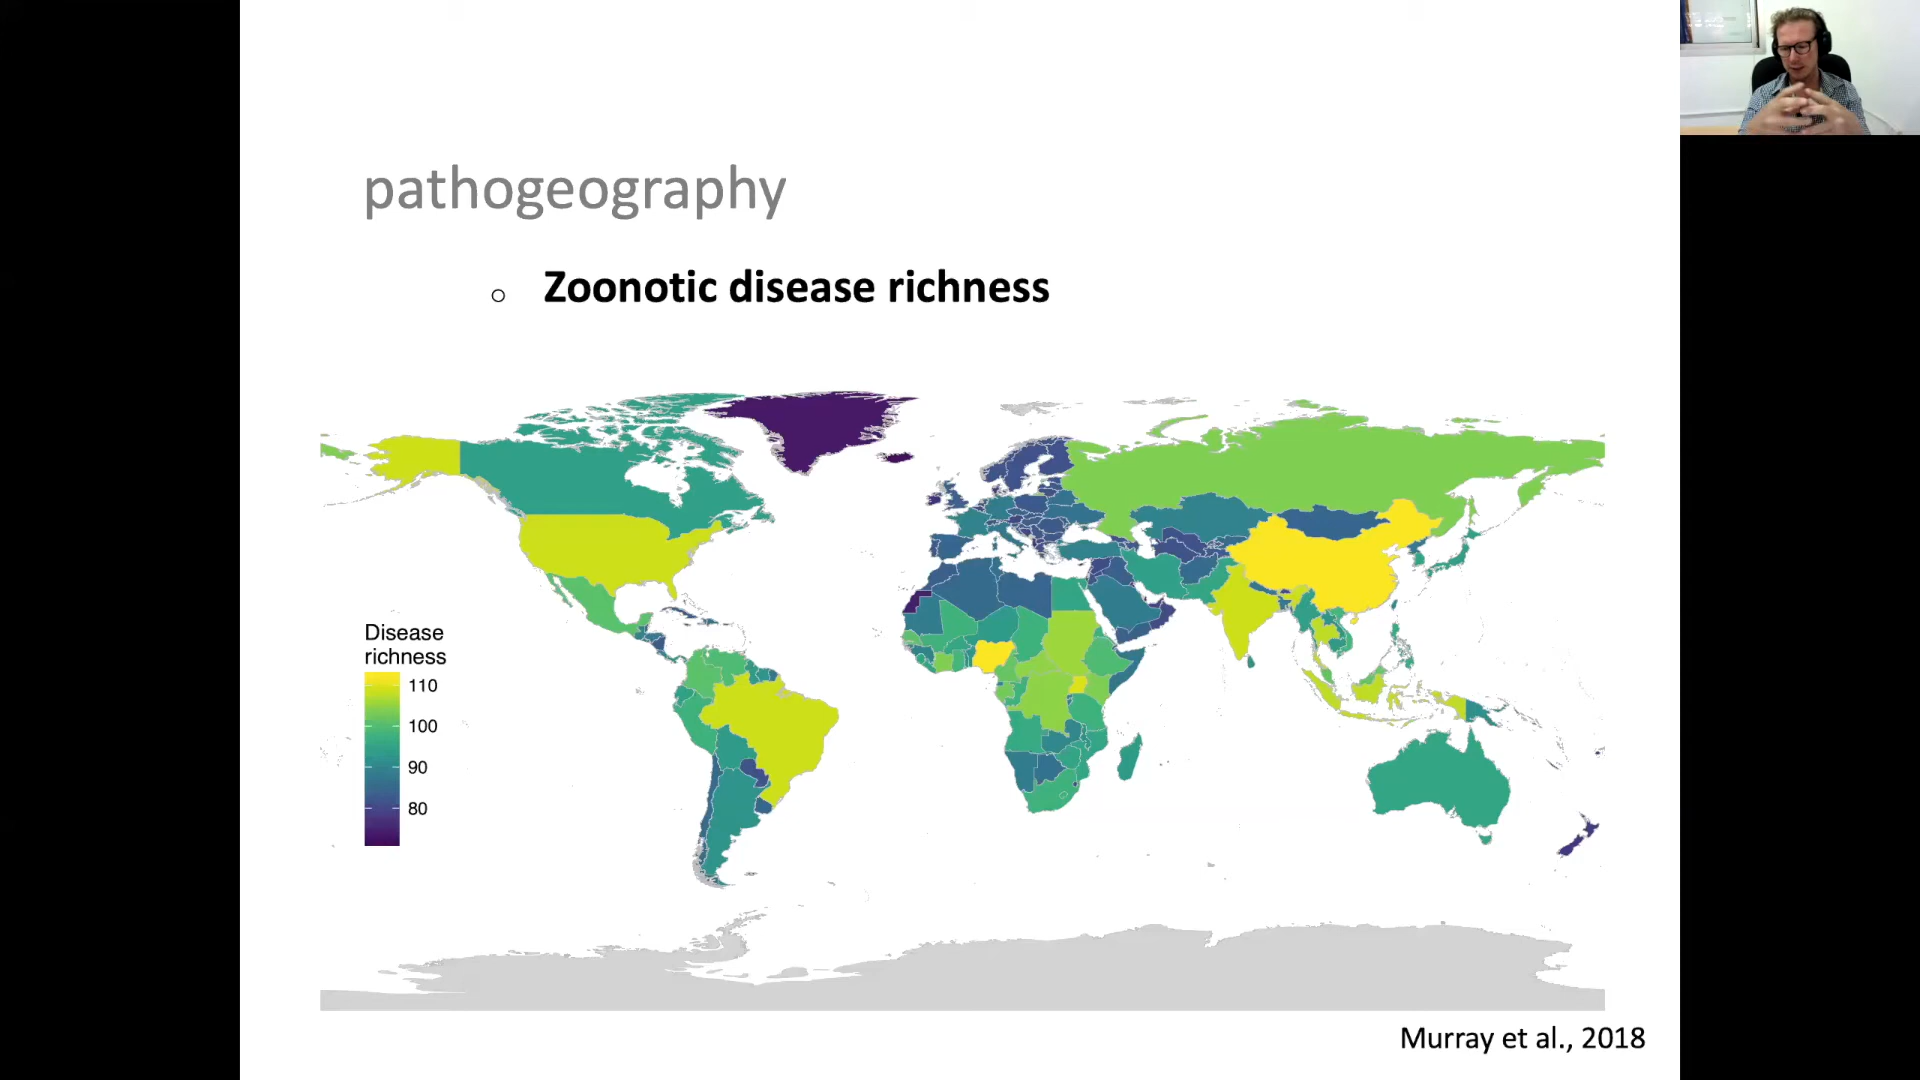 pathogeography
○ Zoonotic disease richness
Disease
richness
110
100
90
80
Murray et al., 2018